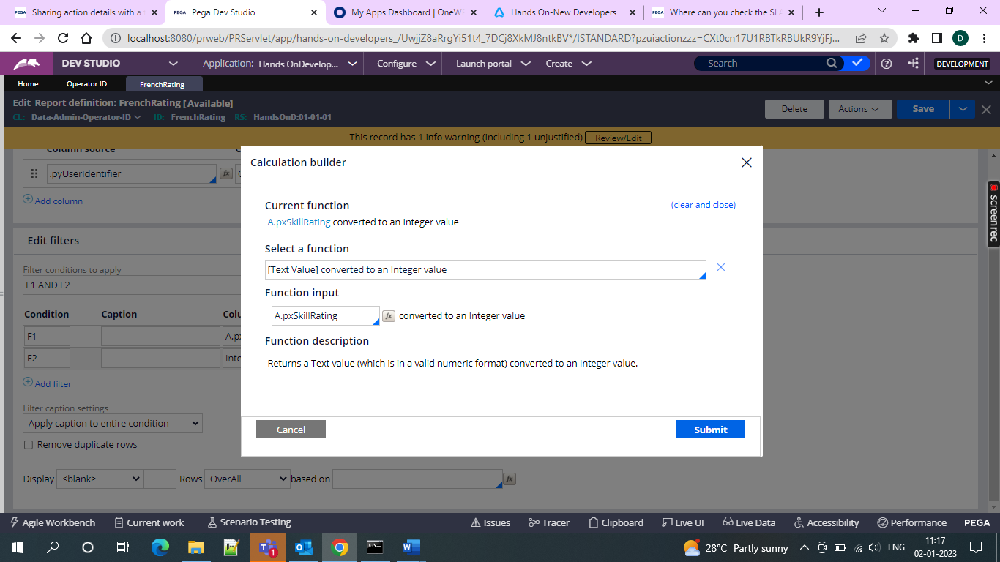 Sharing action details with a
Pega Dev Studio
My Apps Dashboard | OneW
Hands On-New Developers
Where can you check the SLA
localhost:8080/prweb/PRServlet/app/hands-on-developers_/UwjjZ8aRrgYi51t4_7DCj8XkMJ8ntkBV*/!STANDARD?pzuiactionzzz=CXt0cn17U1RBTkRBUkR9YjFj...
D
DEV STUDIO
Application: Hands OnDevelop...
Configure
Launch portal
Create
Search
DEVELOPMENT
Home
Operator ID
FrenchRating
Edit Report definition: FrenchRating [Available]
CL: Data-Admin-Operator-ID ID: FrenchRating RS: HandsOnD:01-01-01
Delete
Actions
Save
This record has 1 info warning (including 1 unjustified) Review/Edit
Column source
.pyUserIdentifier
Add column
Edit filters
Filter conditions to apply
F1 AND F2
Condition Caption Colu
F1 A.p
F2 Inte
Add filter
Filter caption settings
Apply caption to entire condition
Remove duplicate rows
Display <blank> Rows OverAll based on
Calculation builder
Current function (clear and close)
A.pxSkillRating converted to an Integer value
Select a function
[Text Value] converted to an Integer value
Function input
A.pxSkillRating fx converted to an Integer value
Function description
Returns a Text value (which is in a valid numeric format) converted to an Integer value.
Cancel
Submit
screenrec
Agile Workbench
Current work
Scenario Testing
Issues
Tracer
Clipboard
Live UI
Live Data
Accessibility
Performance
PEGA
28°C Partly sunny
ENG
11:17
02-01-2023